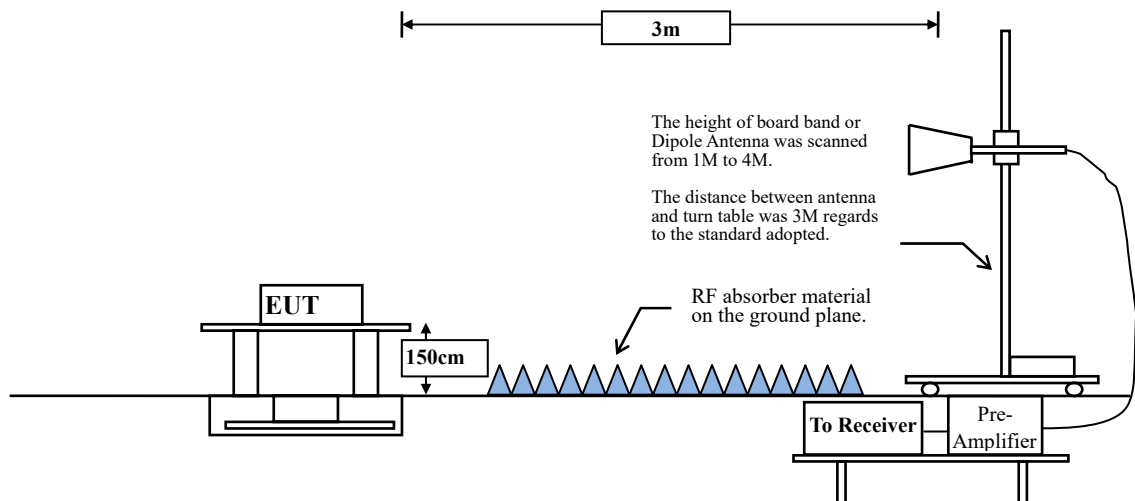 3m
The height of board band or
Dipole Antenna was scanned
from 1M to 4M.
The distance between antenna
and turn table was 3M regards
to the standard adopted.
EUT
RF absorber material
on the ground plane.
150cm
To Receiver
Pre-
Amplifier